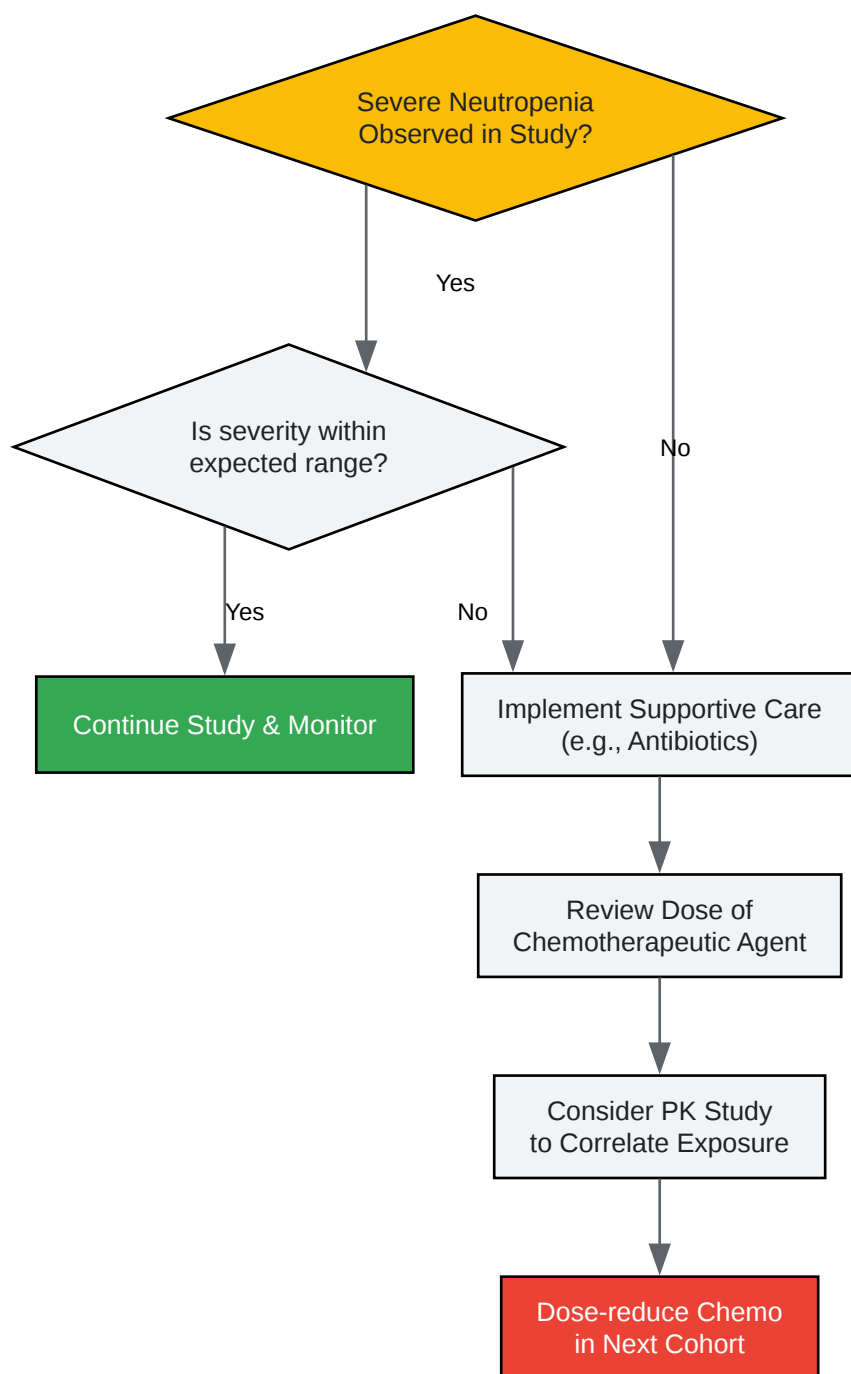 Severe Neutropenia
Observed in Study?
Yes
Is severity within
expected range?
No
Yes
No
Continue Study & Monitor
Implement Supportive Care
(e.g., Antibiotics)
Review Dose of
Chemotherapeutic Agent
Consider PK Study
to Correlate Exposure
Dose-reduce Chemo
in Next Cohort